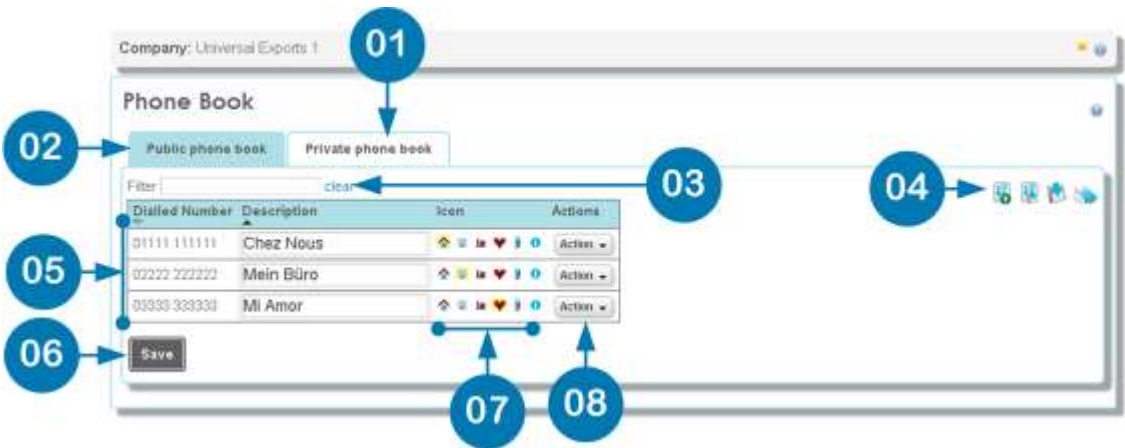 01
Company: Universal Exports 1
Phone Book
02
Public phone book Private phone book
03
Filter clear
04
Dialled Number Description Icon Actions
05
01111 111111 Chez Nous Action
02222 222222 Mein Büro Action
03333 333333 Mi Amor Action
06
Save
07
08